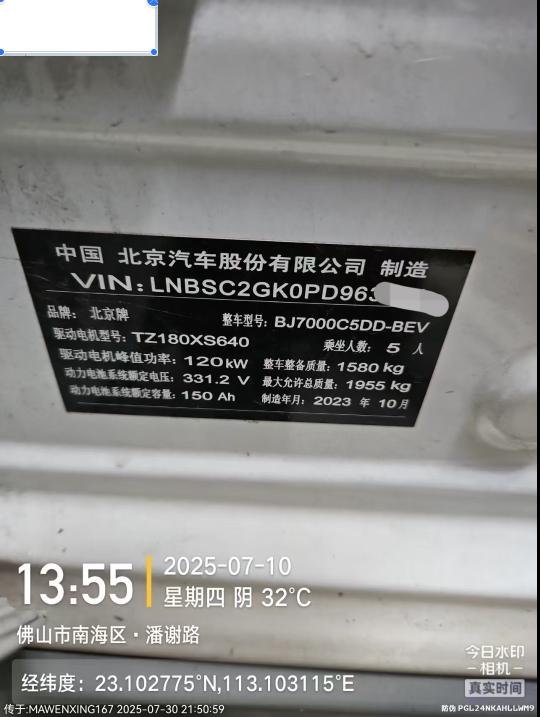 中国 北京汽车股份有限公司 制造
VIN: LNBSC2GK0PD963
品牌: 北京牌 整车型号: BJ7000C5DD-BEV
驱动电机型号: TZ180XS640 乘坐人数: 5 人
驱动电机峰值功率: 120kW 整车整备质量: 1580 kg
动力电池系统额定电压: 331.2 V 最大允许总质量: 1955 kg
动力电池系统额定容量: 150 Ah 制造年月: 2023 年 10月
13:55
2025-07-10
星期四 阴 32°C
佛山市南海区·潘谢路
今日水印
-相机-
真实时间
经纬度: 23.102775°N,113.103115°E
传于:MAWENXING167 2025-07-30 21:50:59
防伪 PGL24NKAHLLWM9